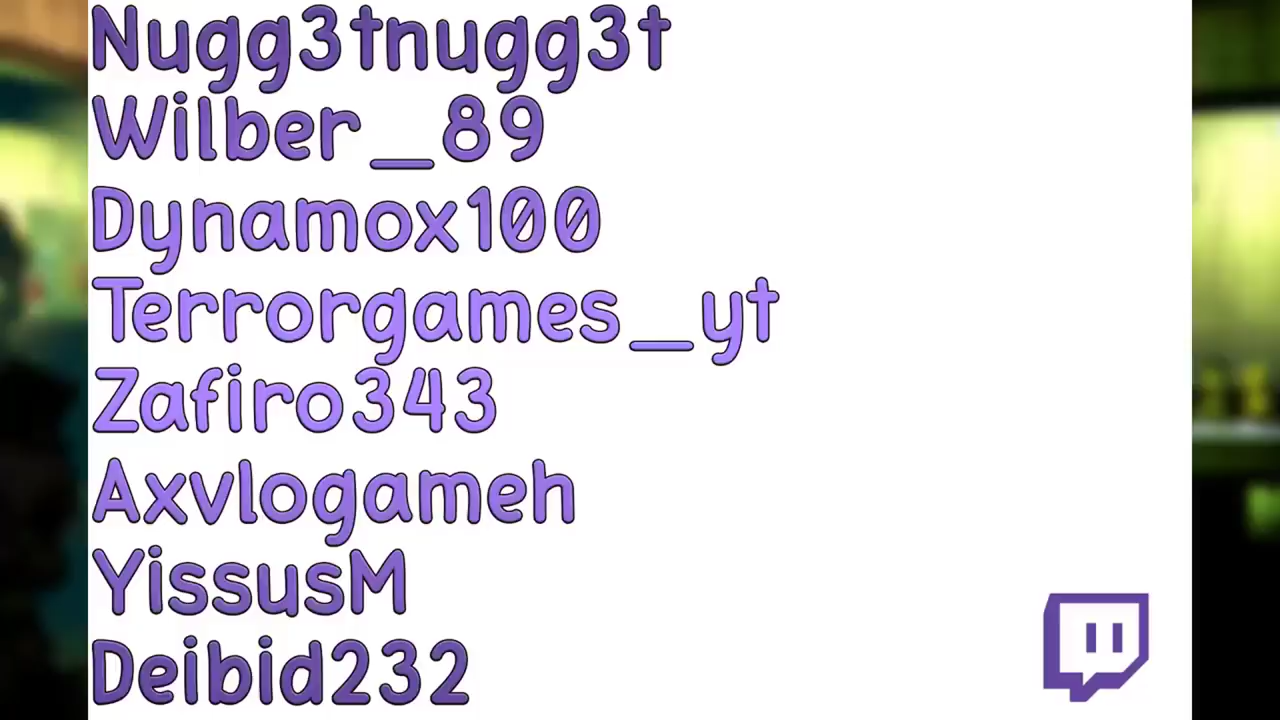 Nugg3tnugg3t
Wilber_89
Dynamox100
Terrorgames_yt
Zafiro343
Axvlogameh
YissusM
Deibid232